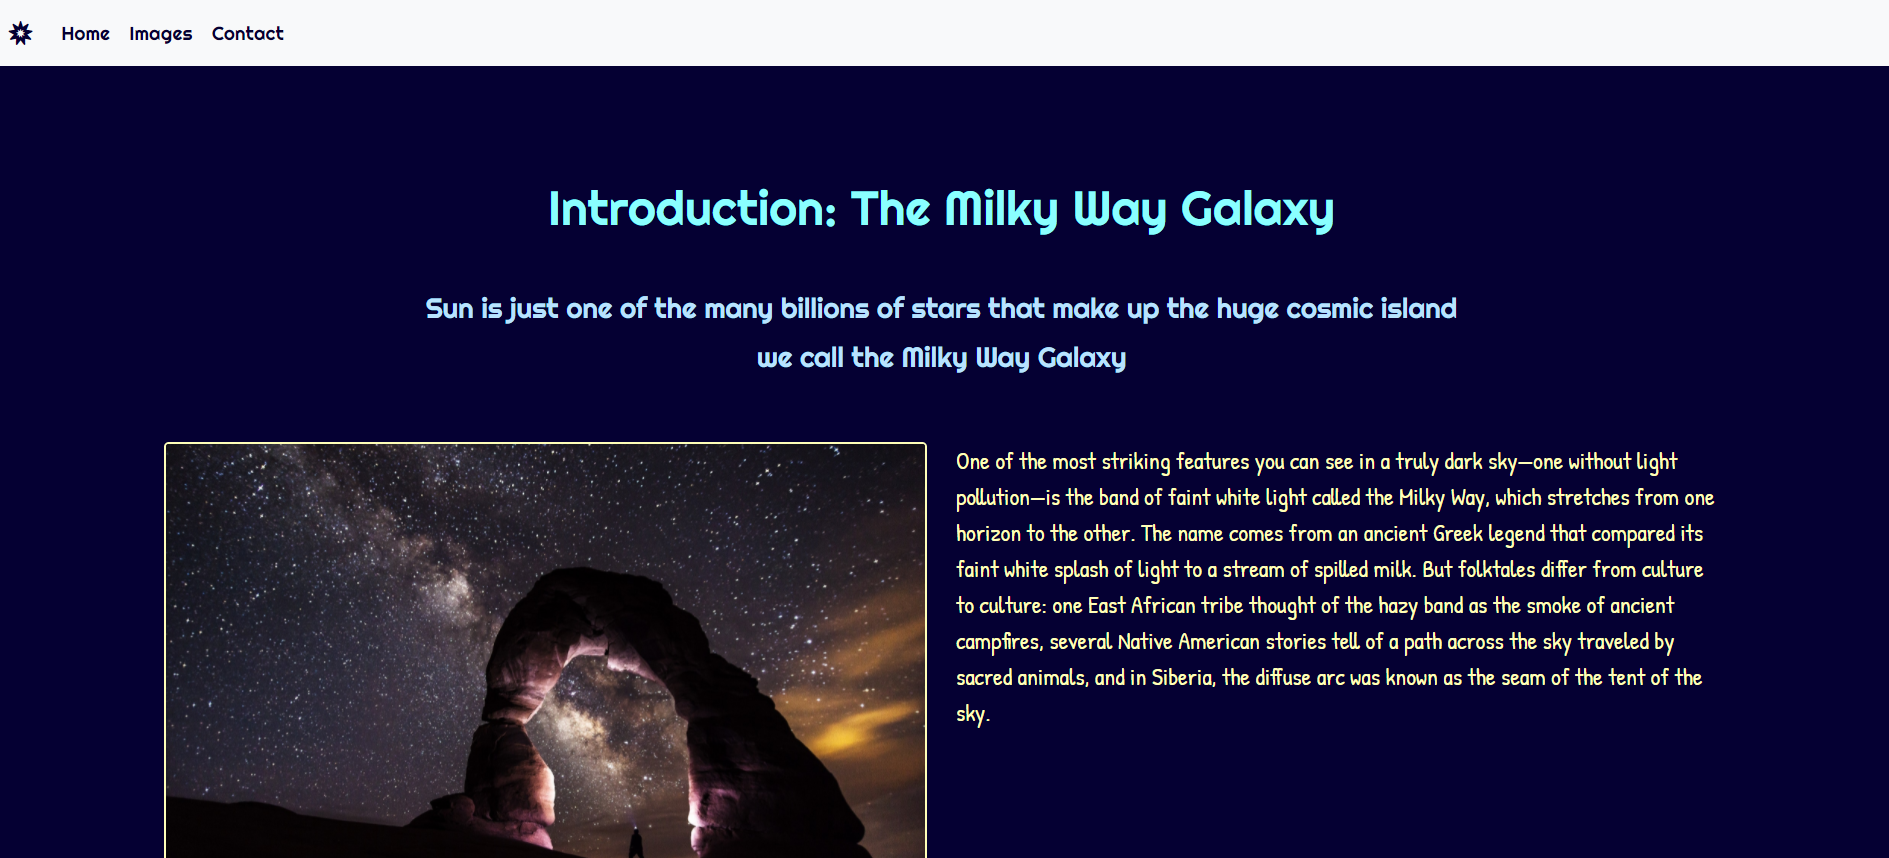 Home Images Contact
Introduction: The Milky Way Galaxy
Sun is just one of the many billions of stars that make up the huge cosmic island
we call the Milky Way Galaxy
One of the most striking features you can see in a truly dark sky—one without light
pollution—is the band of faint white light called the Milky Way, which stretches from one
horizon to the other. The name comes from an ancient Greek legend that compared its
faint white splash of light to a stream of spilled milk. But folktales differ from culture
to culture: one East African tribe thought of the hazy band as the smoke of ancient
campfires, several Native American stories tell of a path across the sky traveled by
sacred animals, and in Siberia, the diffuse arc was known as the seam of the tent of the
sky.